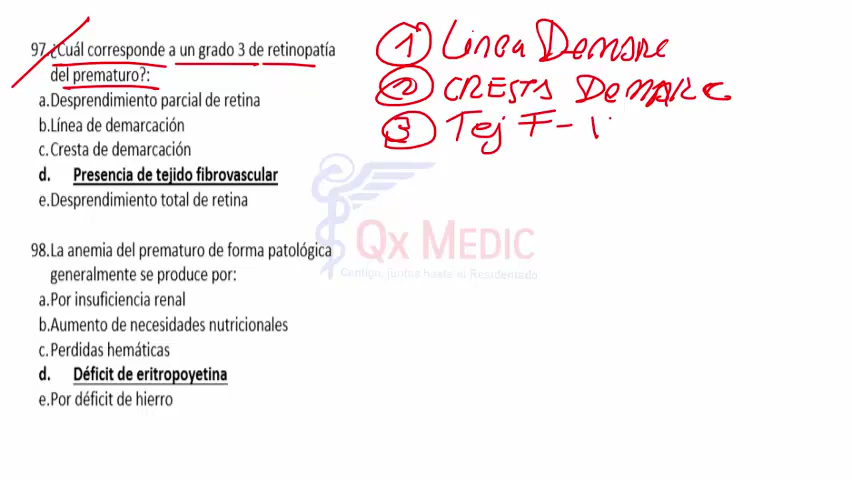 97.¿Cuál corresponde a un grado 3 de retinopatía
del prematuro?:
a.Desprendimiento parcial de retina
b.Línea de demarcación
c.Cresta de demarcación
d. Presencia de tejido fibrovascular
e.Desprendimiento total de retina
98.La anemia del prematuro de forma patológica
generalmente se produce por:
a.Por insuficiencia renal
b.Aumento de necesidades nutricionales
c.Perdidas hemáticas
d. Déficit de eritropoyetina
e.Por déficit de hierro
1 Linea Demarc
2 CRESTA DemARC
3 Tej F-
QX MEDIC
Contigo, juntos hasta el Residentado